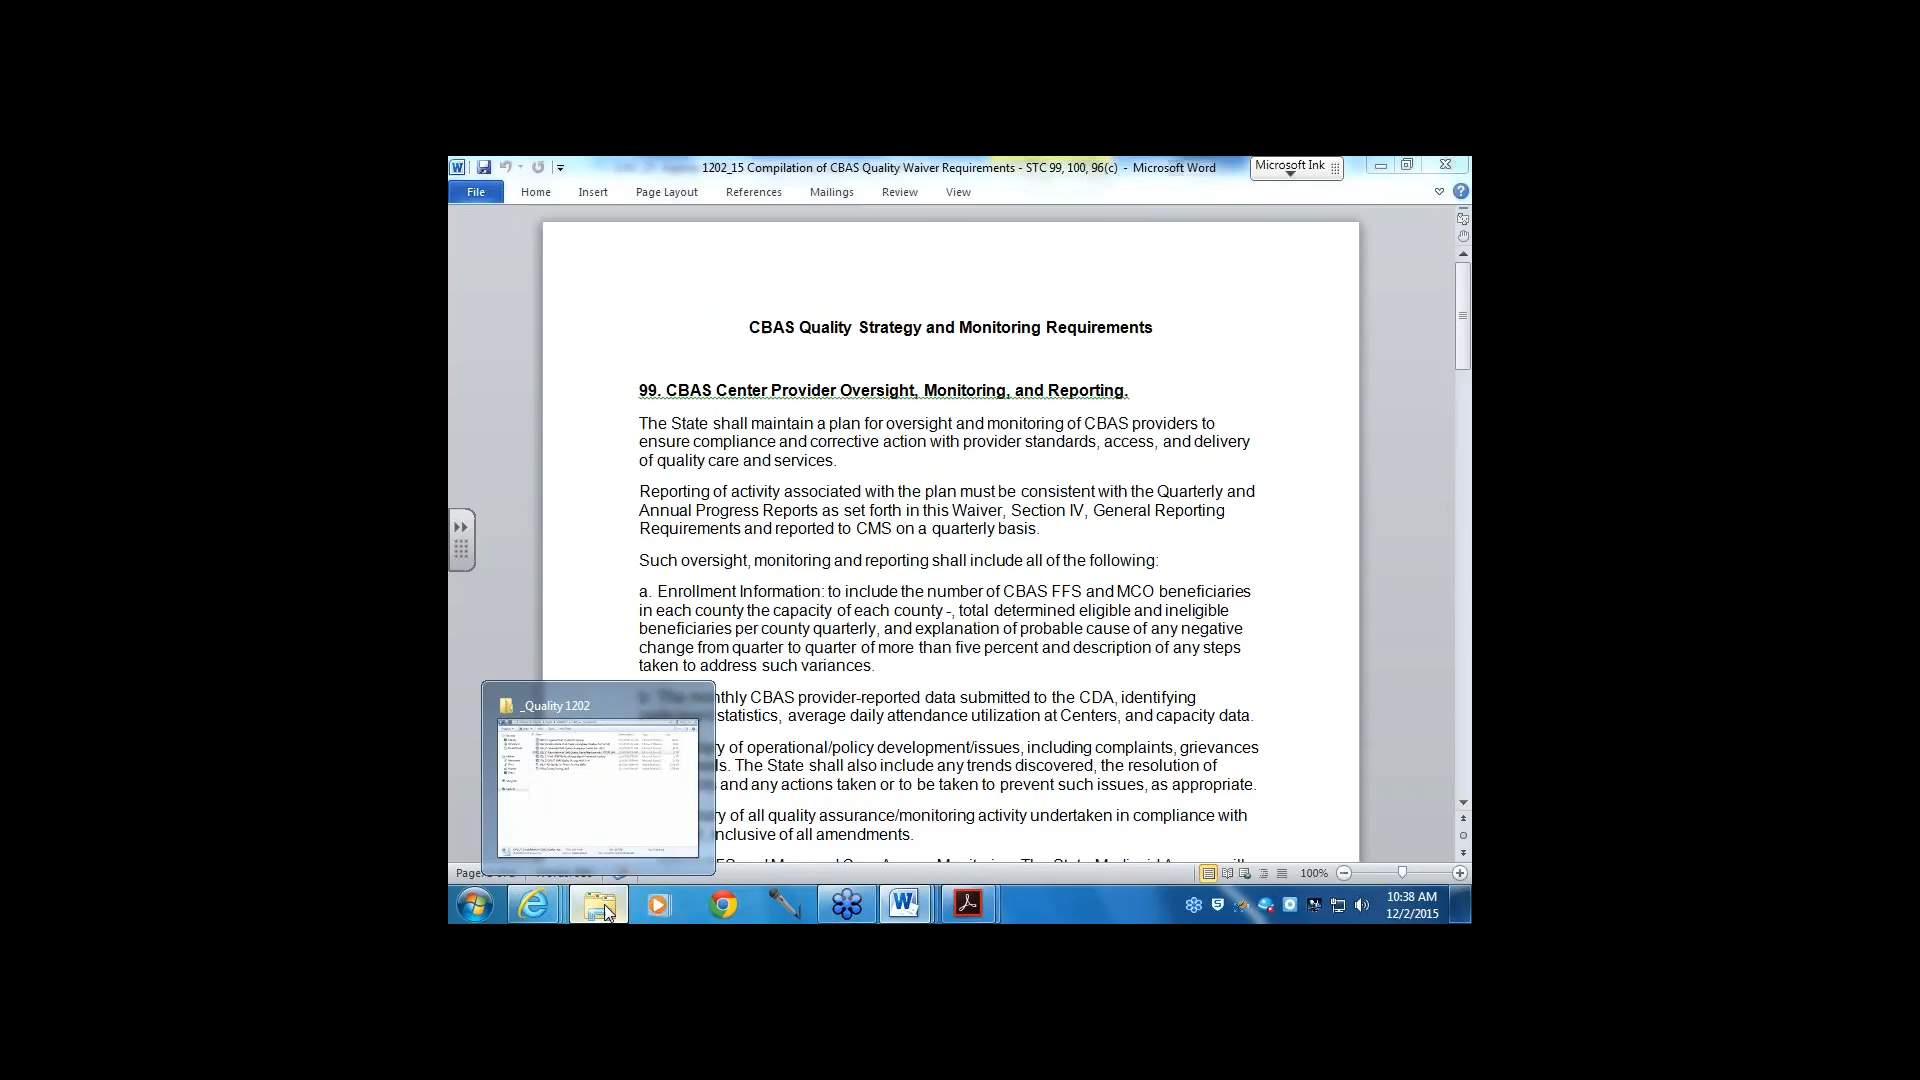 1202_15 Compilation of CBAS Quality Waiver Requirements - STC 99, 100, 96(c) - Microsoft Word
Microsoft Ink
File Home Insert Page Layout References Mailings Review View
CBAS Quality Strategy and Monitoring Requirements
99. CBAS Center Provider Oversight, Monitoring, and Reporting.
The State shall maintain a plan for oversight and monitoring of CBAS providers to
ensure compliance and corrective action with provider standards, access, and delivery
of quality care and services.
Reporting of activity associated with the plan must be consistent with the Quarterly and
Annual Progress Reports as set forth in this Waiver, Section IV, General Reporting
Requirements and reported to CMS on a quarterly basis.
Such oversight, monitoring and reporting shall include all of the following:
a. Enrollment Information: to include the number of CBAS FFS and MCO beneficiaries
in each county the capacity of each county -, total determined eligible and ineligible
beneficiaries per county quarterly, and explanation of probable cause of any negative
change from quarter to quarter of more than five percent and description of any steps
taken to address such variances.
CBAS provider-reported data submitted to the CDA, identifying
statistics, average daily attendance utilization at Centers, and capacity data.
of operational/policy development/issues, including complaints, grievances
The State shall also include any trends discovered, the resolution of
and any actions taken or to be taken to prevent such issues, as appropriate.
of all quality assurance/monitoring activity undertaken in compliance with
inclusive of all amendments.
_Quality 1202
Page
100%
10:38 AM
12/2/2015